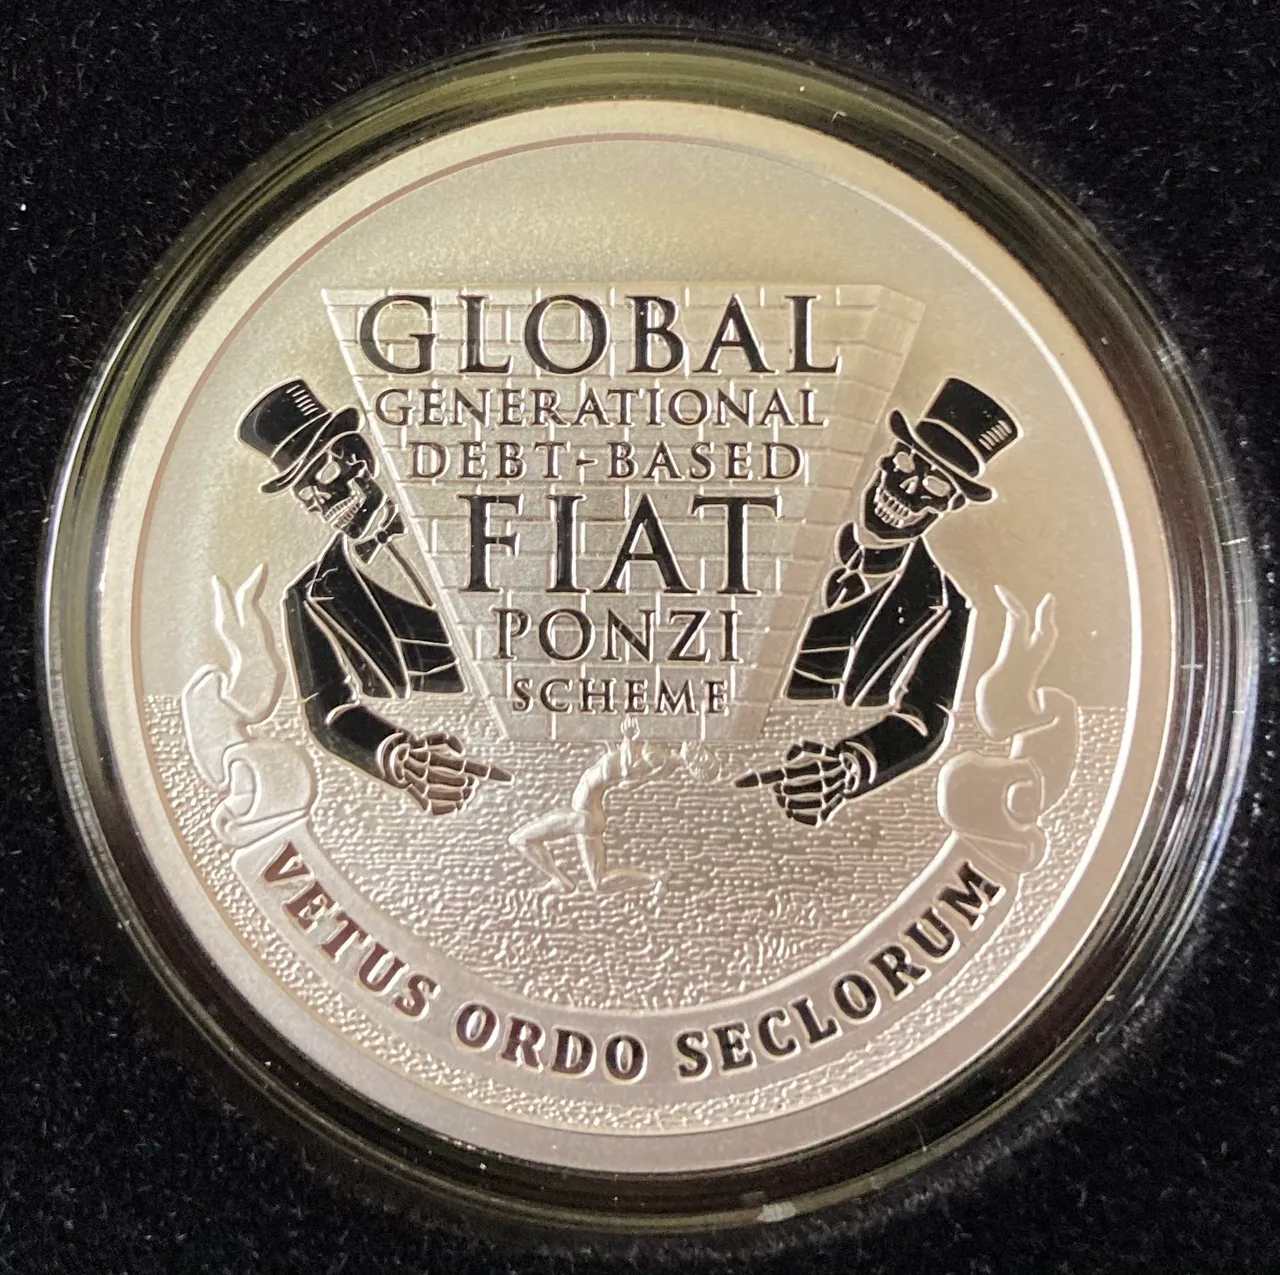 GLOBAL
GENERATIONAL
DEBT-BASED
FIAT
PONZI
SCHEME
VETUS ORDO SECLORUM